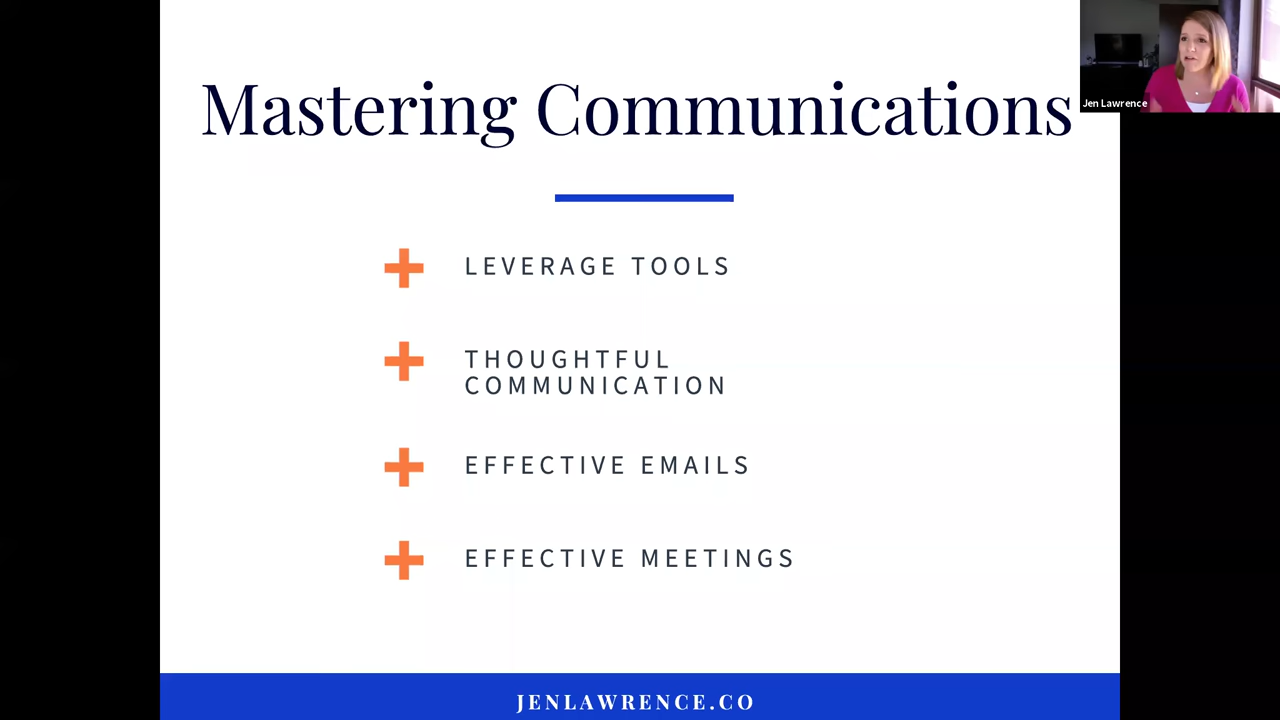 Mastering Communications
Jen Lawrence
LEVERAGE TOOLS
THOUGHTFUL
COMMUNICATION
EFFECTIVE EMAILS
EFFECTIVE MEETINGS
JENLAWRENCE.CO